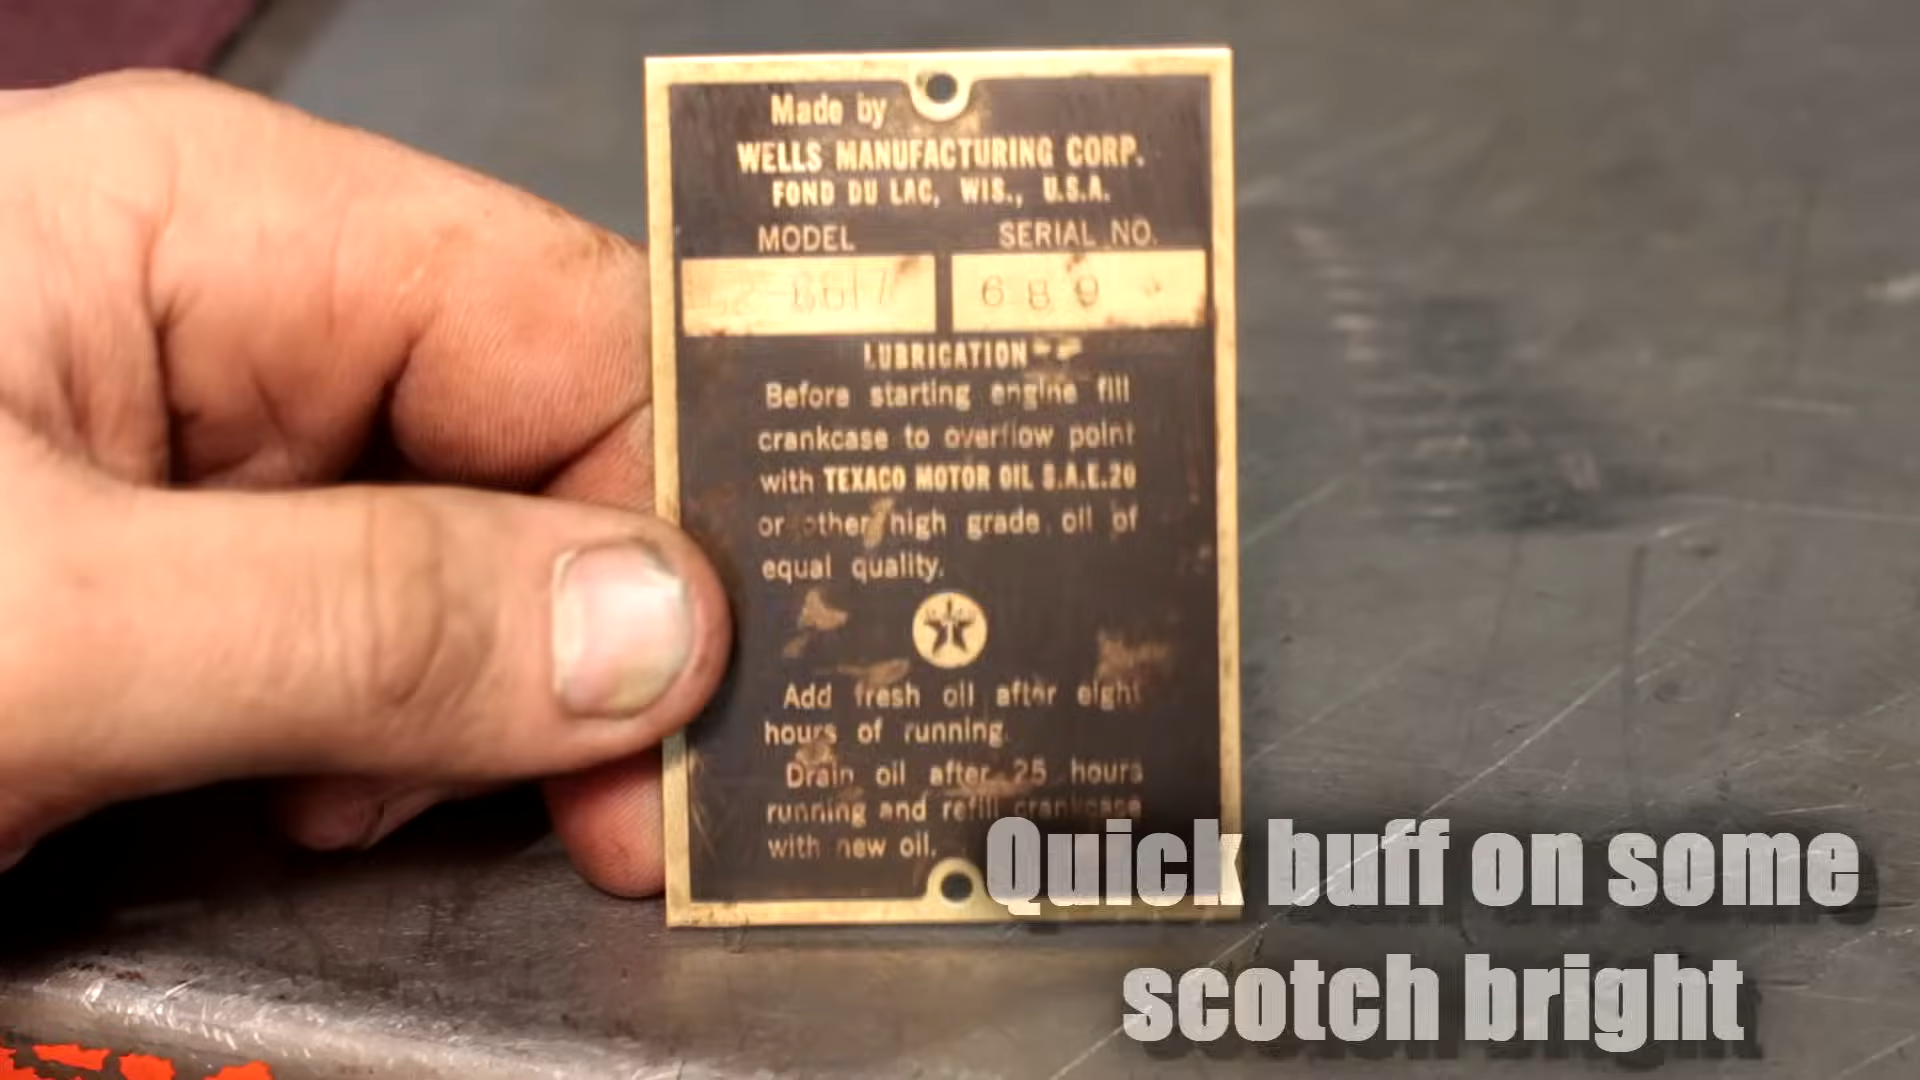 Made by
WELLS MANUFACTURING CORP.
FOND DU LAC, WIS., U.S.A.
MODEL SERIAL NO.
689
LUBRICATION
Before starting engine fill
crankcase to overflow point
with TEXACO MOTOR OIL S.A.E.20
or other high grade oil of
equal quality.
Add fresh oil after eight
hours of running.
Drain oil after 25 hours
running and refill crankcase
with new oil.
Quick buff on some
scotch bright